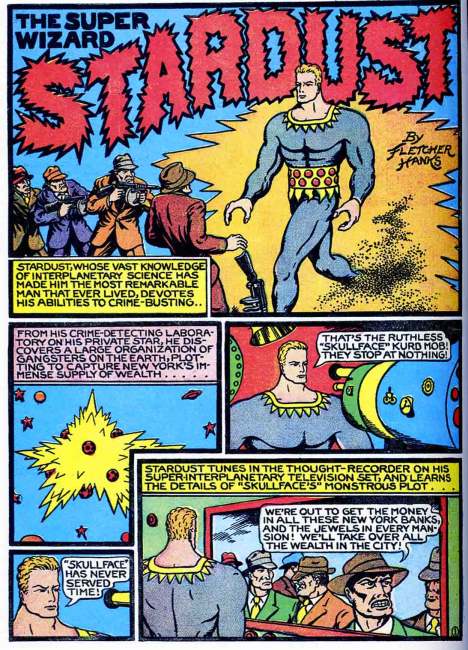 THE SUPER
WIZARD
STARDUST
BY
FLETCHER
HANKS
STARDUST, WHOSE VAST KNOWLEDGE
OF INTERPLANETARY SCIENCE HAS
MADE HIM THE MOST REMARKABLE
MAN THAT EVER LIVED, DEVOTES
HIS ABILITIES TO CRIME-BUSTING..
FROM HIS CRIME-DETECTING LABORA-
TORY ON HIS PRIVATE STAR, HE DIS-
COVERS A LARGE ORGANIZATION OF
GANGSTERS ON THE EARTH, PLOT-
TING TO CAPTURE NEW YORK'S IM-
MENSE SUPPLY OF WEALTH.....
THAT'S THE RUTHLESS
"SKULLFACE" KURD MOB!
THEY STOP AT NOTHING!
STARDUST TUNES IN THE THOUGHT-RECORDER ON HIS
SUPER-INTERPLANETARY TELEVISION SET, AND LEARNS
THE DETAILS OF "SKULLFACE'S" MONSTROUS PLOT...
"SKULLFACE"
HAS NEVER
SERVED
TIME!
WE'RE OUT TO GET THE MONEY
IN ALL THESE NEW YORK BANKS,
AND THE JEWELS IN EVERY MAN-
SION! WE'LL TAKE OVER ALL
THE WEALTH IN THE CITY!
1